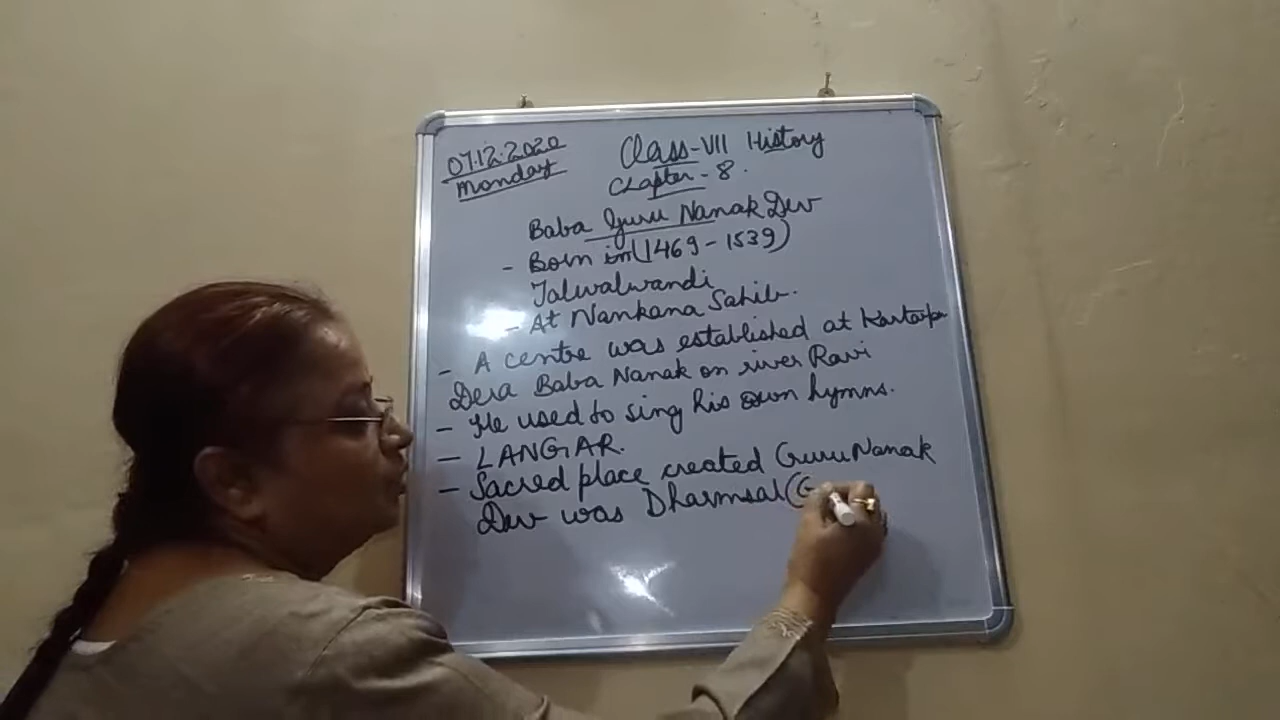 07.12.2020
Monday
Class-VII History
Chapter - 8.
Baba Guru Nanak Dev
- Born in (1469 - 1539)
Talwalwandi
- At Nankana Sahib.
- A centre was established at Kartarpur
Dera Baba Nanak on river Ravi
- He used to sing his own hymns.
- LANGAR.
- Sacred place created Guru Nanak
Dev was Dharmsal (G